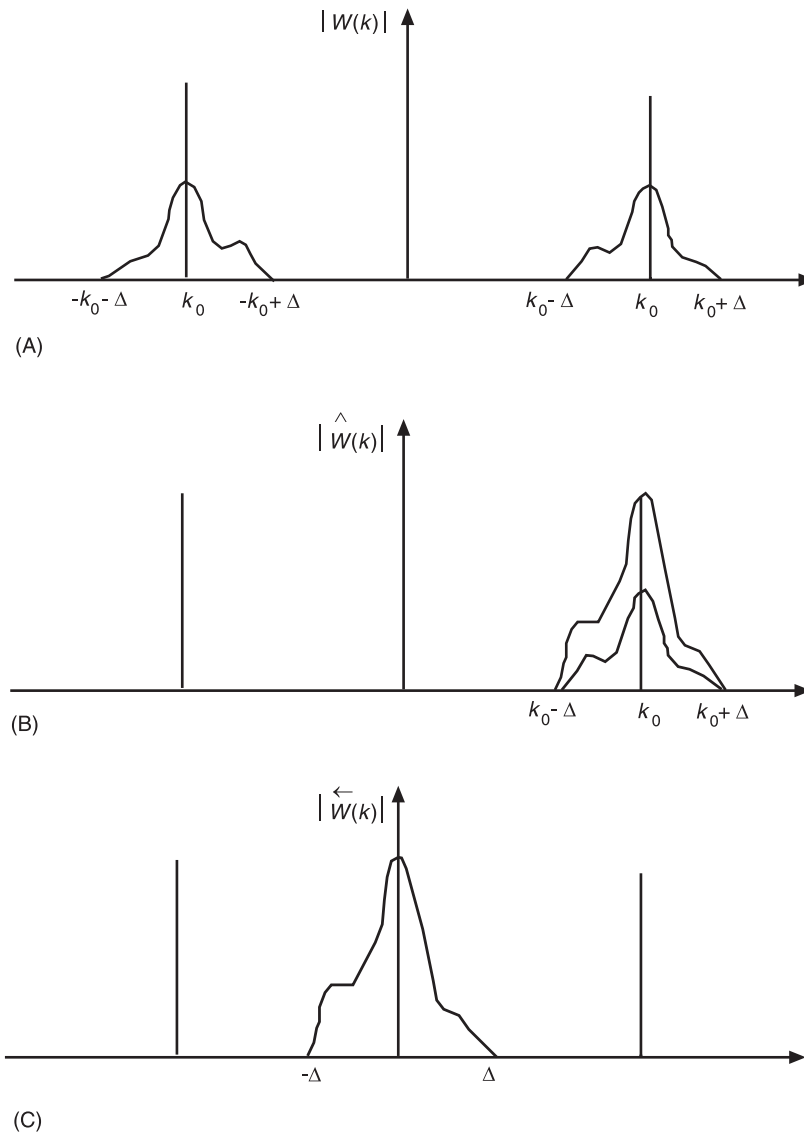 | W(k) |
-k₀- Δ k₀ -k₀+ Δ k₀- Δ k₀ k₀+ Δ
(A)
| Ŵ(k) |
k₀- Δ k₀ k₀+ Δ
(B)
| W⃖(k) |
-Δ Δ
(C)